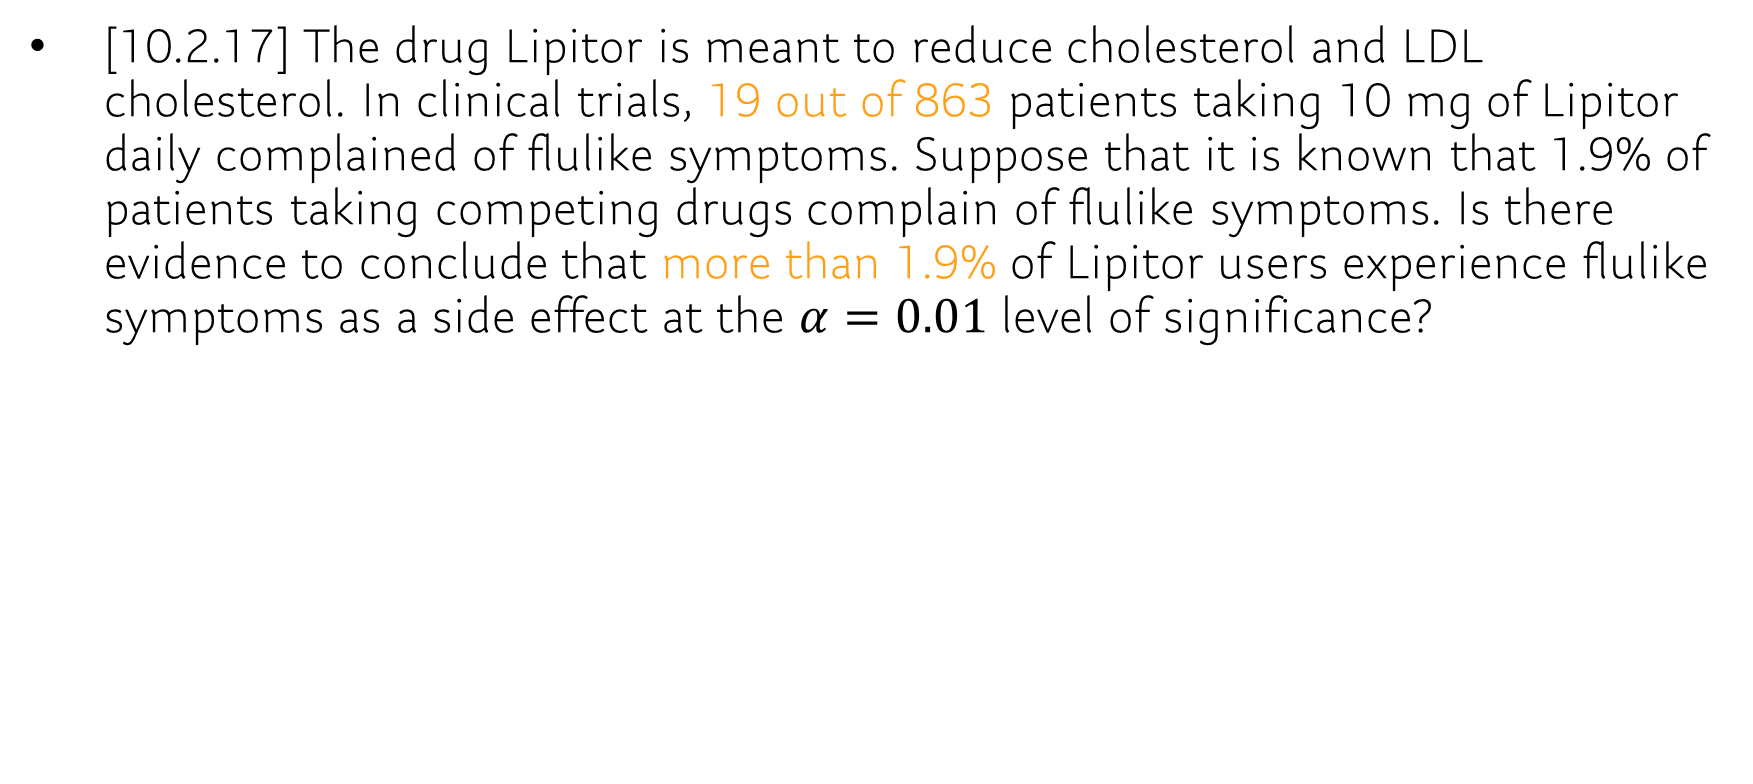 • [10.2.17] The drug Lipitor is meant to reduce cholesterol and LDL
cholesterol. In clinical trials, 19 out of 863 patients taking 10 mg of Lipitor
daily complained of flulike symptoms. Suppose that it is known that 1.9% of
patients taking competing drugs complain of flulike symptoms. Is there
evidence to conclude that more than 1.9% of Lipitor users experience flulike
symptoms as a side effect at the α = 0.01 level of significance?